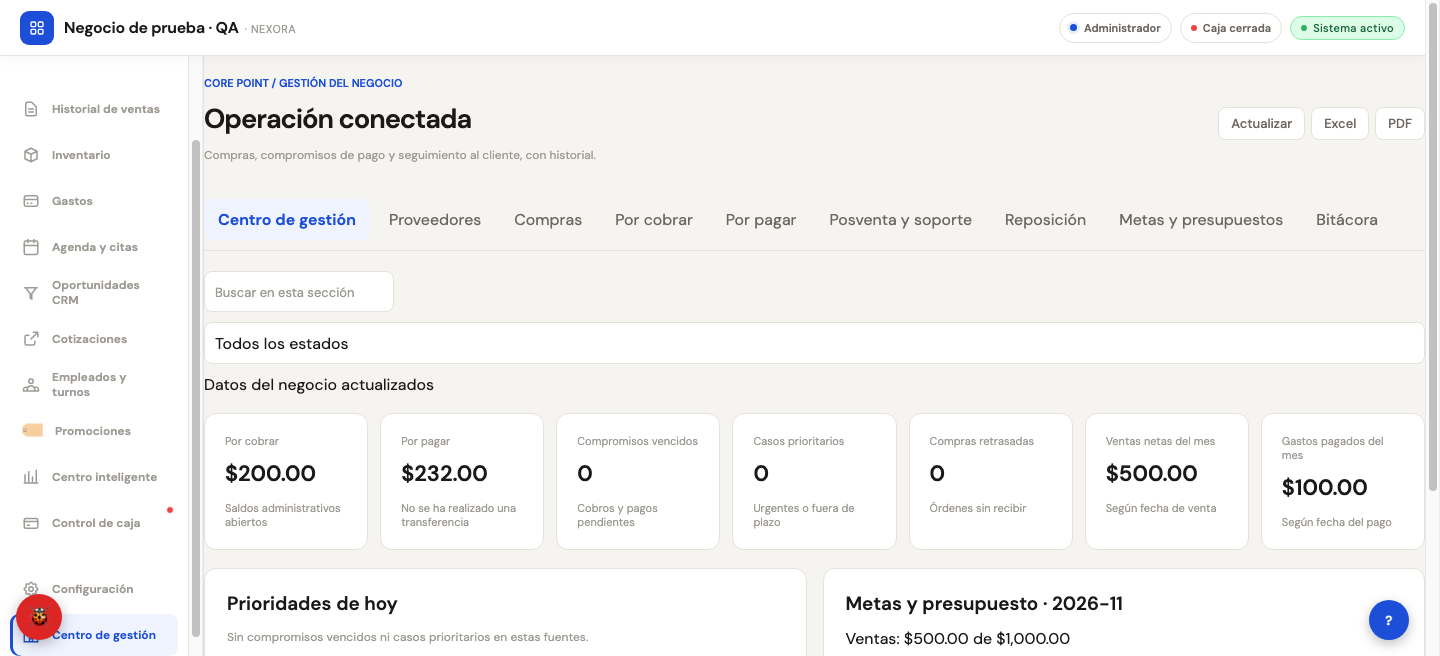 Negocio de prueba · QA · NEXORA
Administrador
Caja cerrada
Sistema activo
Historial de ventas
Inventario
Gastos
Agenda y citas
Oportunidades
CRM
Cotizaciones
Empleados y
turnos
Promociones
Centro inteligente
Control de caja
Configuración
Centro de gestión
CORE POINT / GESTIÓN DEL NEGOCIO
Operación conectada
Compras, compromisos de pago y seguimiento al cliente, con historial.
Actualizar
Excel
PDF
Centro de gestión
Proveedores
Compras
Por cobrar
Por pagar
Posventa y soporte
Reposición
Metas y presupuestos
Bitácora
Buscar en esta sección
Todos los estados
Datos del negocio actualizados
Por cobrar
$200.00
Saldos administrativos
abiertos
Por pagar
$232.00
No se ha realizado una
transferencia
Compromisos vencidos
0
Cobros y pagos
pendientes
Casos prioritarios
0
Urgentes o fuera de
plazo
Compras retrasadas
0
Órdenes sin recibir
Ventas netas del mes
$500.00
Según fecha de venta
Gastos pagados del
mes
$100.00
Según fecha del pago
Prioridades de hoy
Sin compromisos vencidos ni casos prioritarios en estas fuentes.
Metas y presupuesto · 2026-11
Ventas: $500.00 de $1,000.00
?